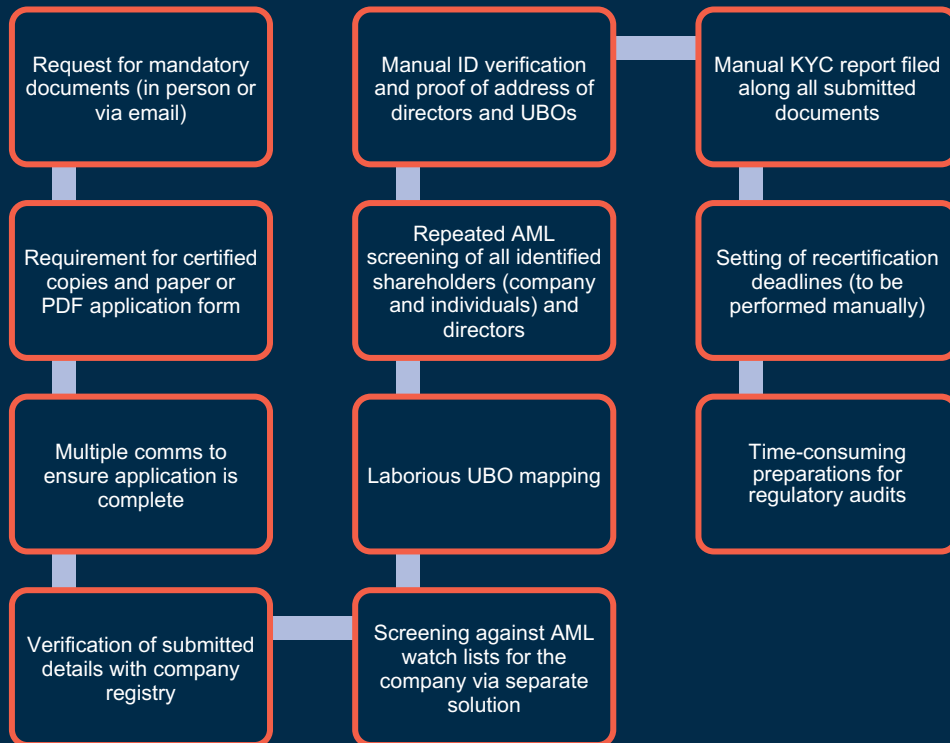 Request for mandatory
documents (in person or
via email)
Requirement for certified
copies and paper or
PDF application form
Multiple comms to
ensure application is
complete
Verification of submitted
details with company
registry
Screening against AML
watch lists for the
company via separate
solution
Laborious UBO mapping
Repeated AML
screening of all identified
shareholders (company
and individuals) and
directors
Manual ID verification
and proof of address of
directors and UBOs
Manual KYC report filed
along all submitted
documents
Setting of recertification
deadlines (to be
performed manually)
Time-consuming
preparations for
regulatory audits